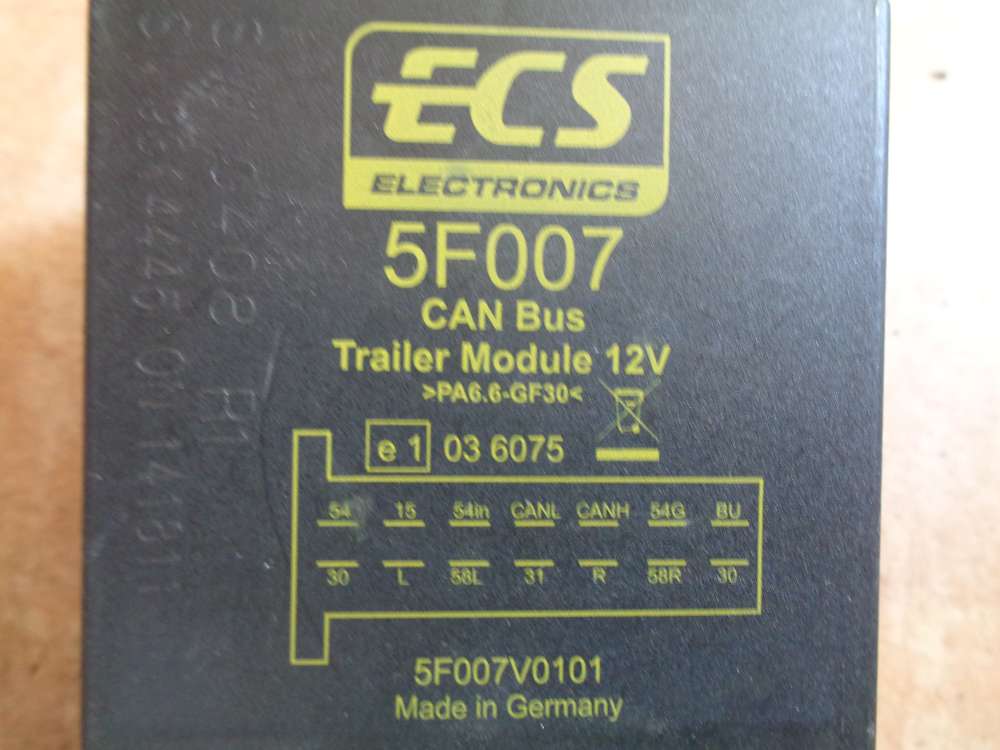 ECS
ELECTRONICS
5F007
CAN Bus
Trailer Module 12V
>PA6.6-GF30<
e 1 03 6075
54 15 54in CANL CANH 54G BU
30 L 58L 31 R 58R 30
5F007V0101
Made in Germany